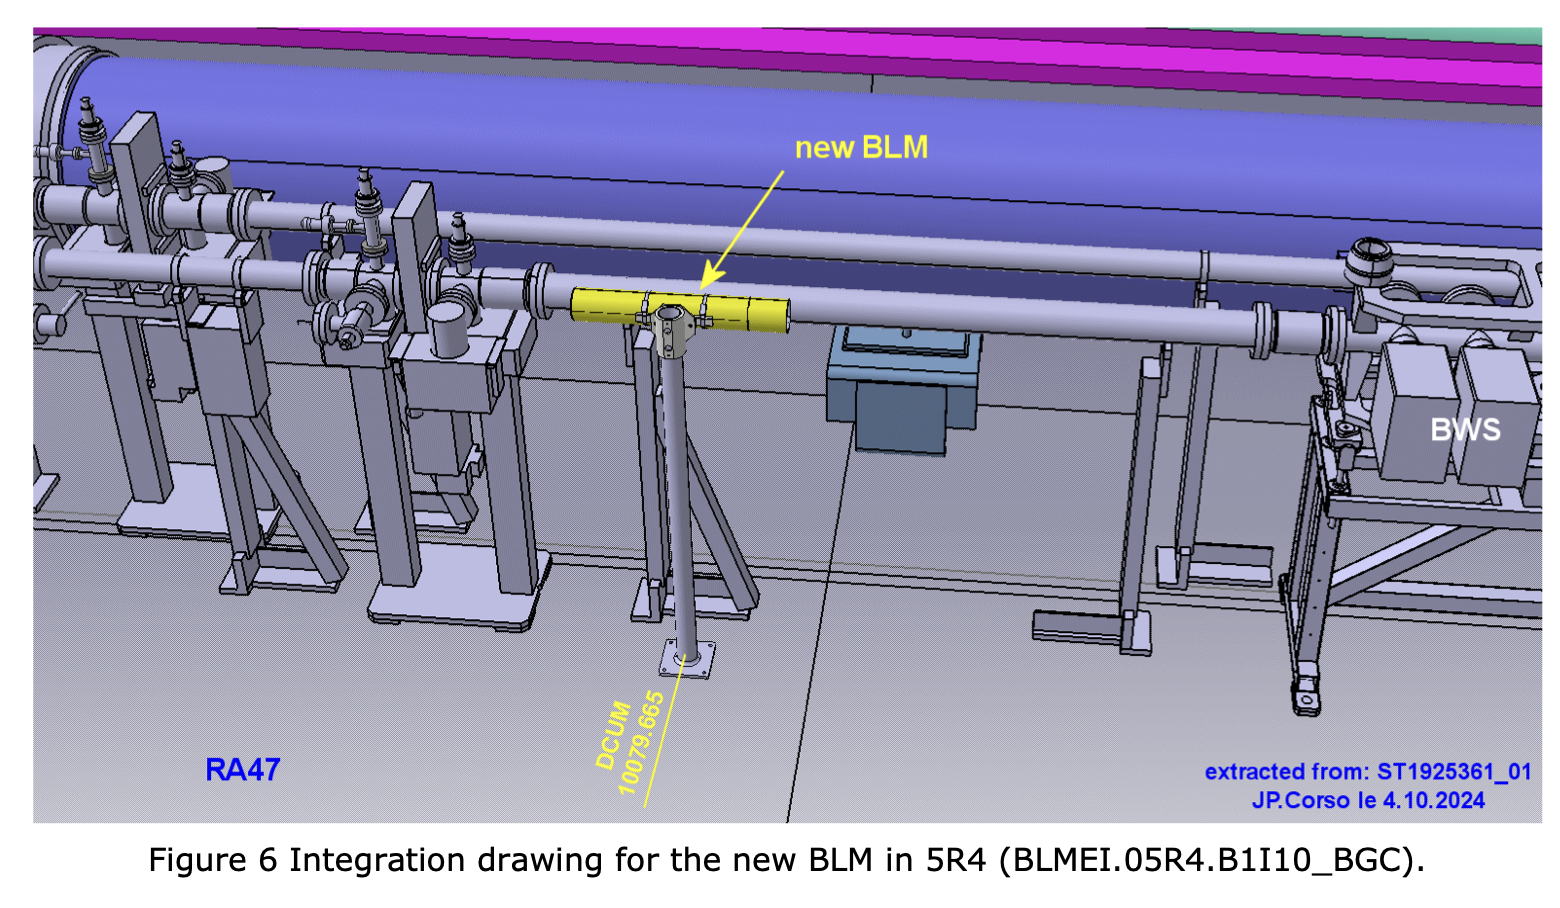 new BLM
BWS
DCUM
10079.665
RA47
extracted from: ST1925361_01
JP.Corso le 4.10.2024
Figure 6 Integration drawing for the new BLM in 5R4 (BLMEI.05R4.B1I10_BGC).